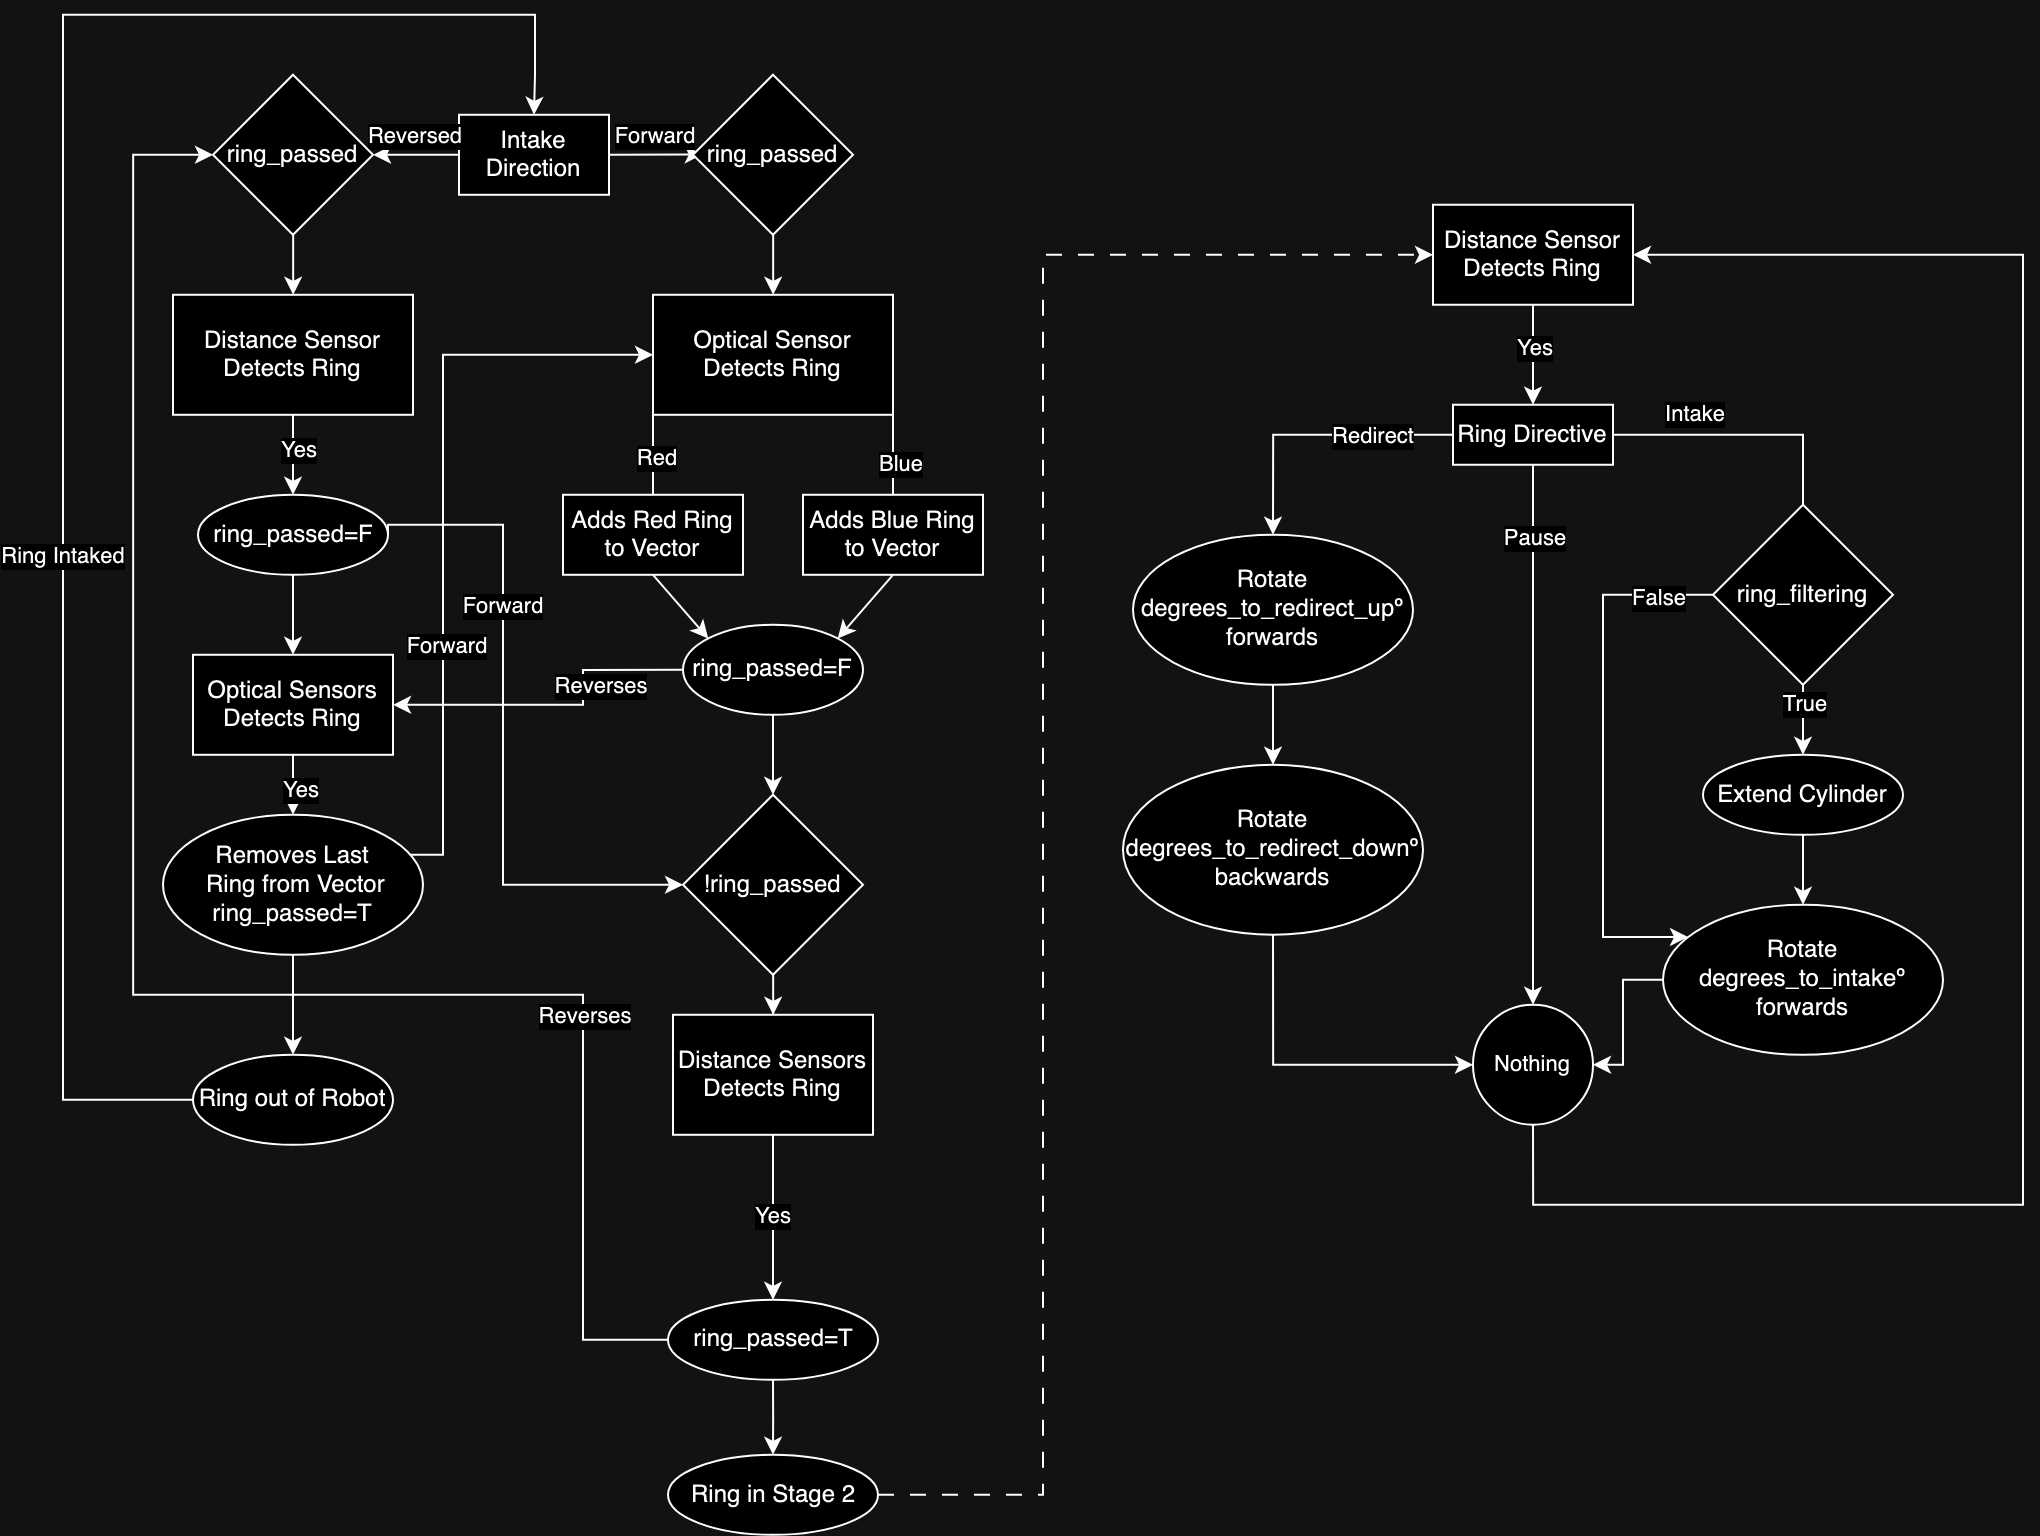 ring_passed
Reversed
Intake
Direction
Forward
ring_passed
Distance Sensor
Detects Ring
Optical Sensor
Detects Ring
Yes
Red
Blue
ring_passed=F
Adds Red Ring
to Vector
Adds Blue Ring
to Vector
Ring Intaked
Forward
Forward
ring_passed=F
Reverses
Optical Sensors
Detects Ring
Yes
Removes Last
Ring from Vector
ring_passed=T
!ring_passed
Reverses
Distance Sensors
Detects Ring
Ring out of Robot
Yes
ring_passed=T
Ring in Stage 2
Distance Sensor
Detects Ring
Yes
Ring Directive
Redirect
Intake
Pause
Rotate
degrees_to_redirect_up°
forwards
ring_filtering
False
True
Rotate
degrees_to_redirect_down°
backwards
Extend Cylinder
Rotate
degrees_to_intake°
forwards
Nothing